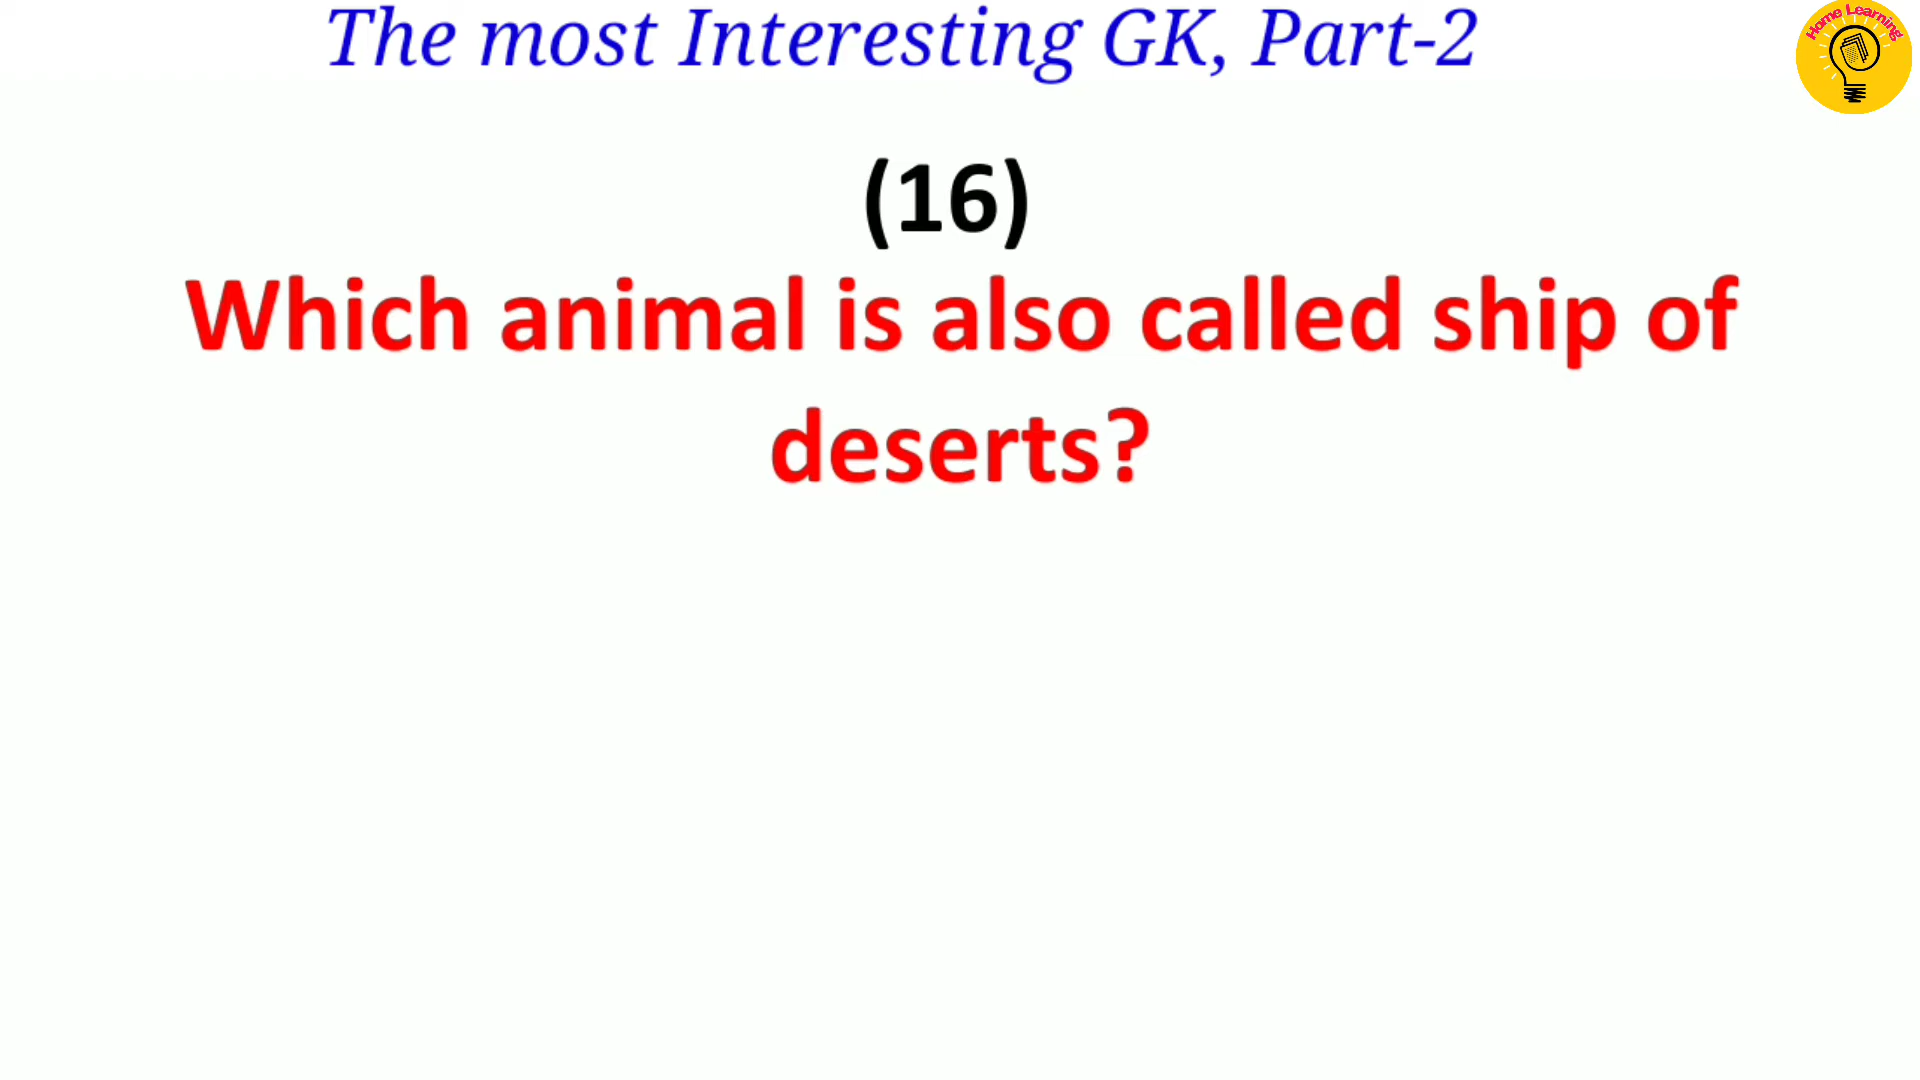 The most Interesting GK, Part-2
Home Learning
(16)
Which animal is also called ship of
deserts?